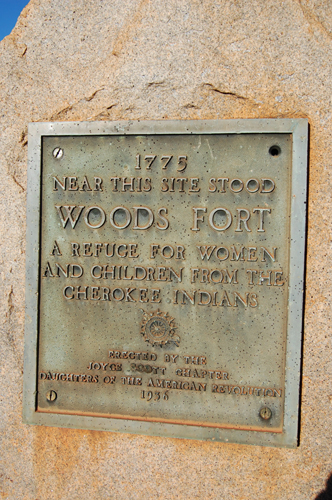 1775
NEAR THIS SITE STOOD
WOODS FORT
A REFUGE FOR WOMEN
AND CHILDREN FROM THE
CHEROKEE INDIANS
ERECTED BY THE
JOYCE SCOTT CHAPTER
DAUGHTERS OF THE AMERICAN REVOLUTION